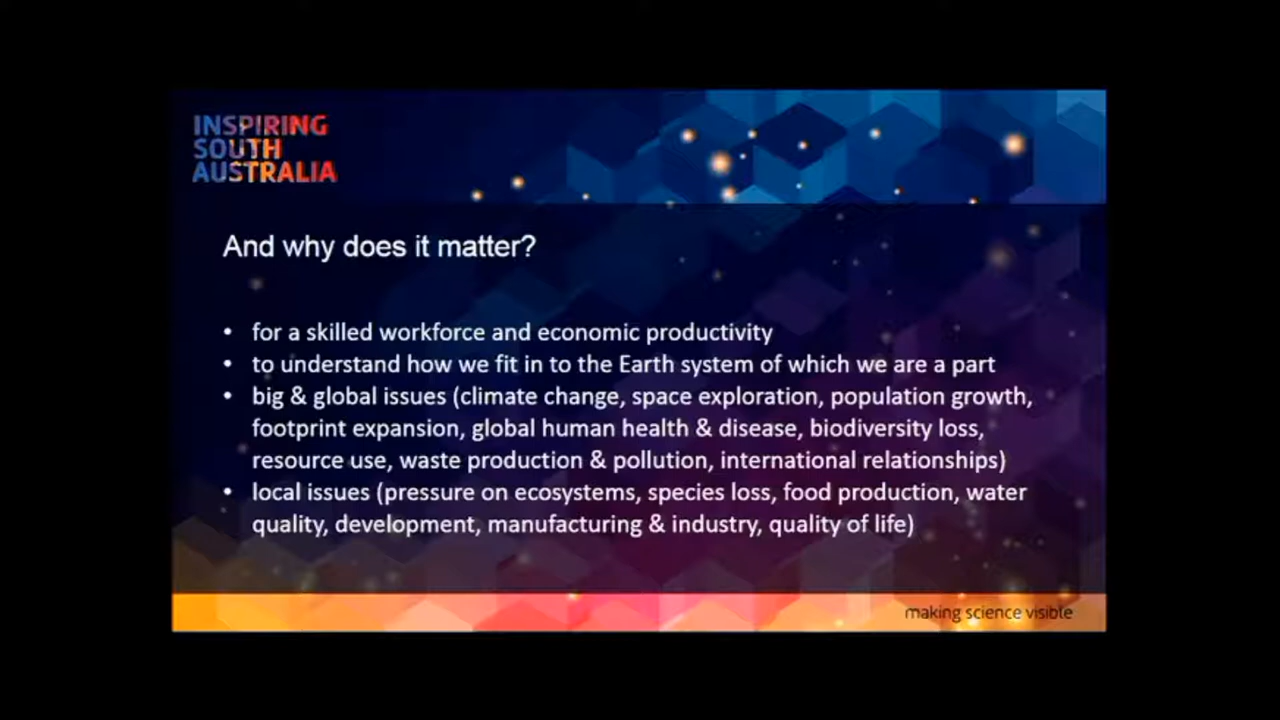 INSPIRING
SOUTH
AUSTRALIA
And why does it matter?
• for a skilled workforce and economic productivity
• to understand how we fit in to the Earth system of which we are a part
• big & global issues (climate change, space exploration, population growth,
footprint expansion, global human health & disease, biodiversity loss,
resource use, waste production & pollution, international relationships)
• local issues (pressure on ecosystems, species loss, food production, water
quality, development, manufacturing & industry, quality of life)
making science visible